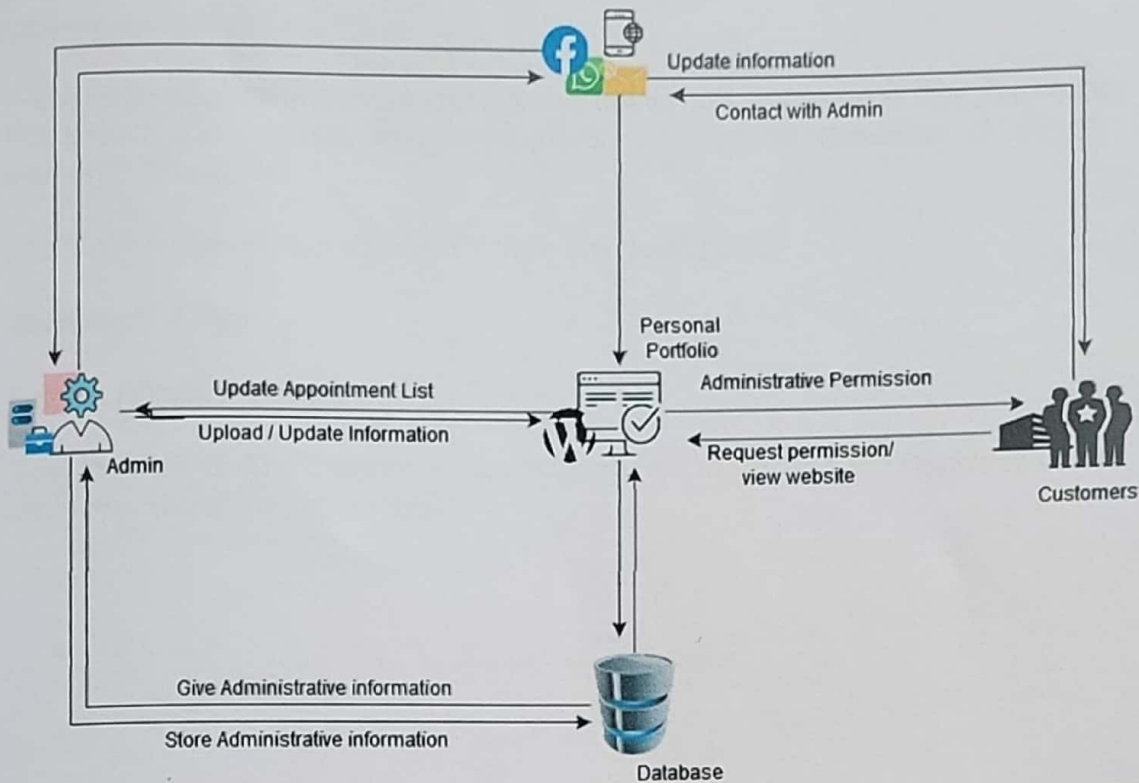 Update information
Contact with Admin
Personal
Portfolio
Update Appointment List
Administrative Permission
Upload / Update Information
Request permission/
view website
Admin
Customers
Give Administrative information
Store Administrative information
Database